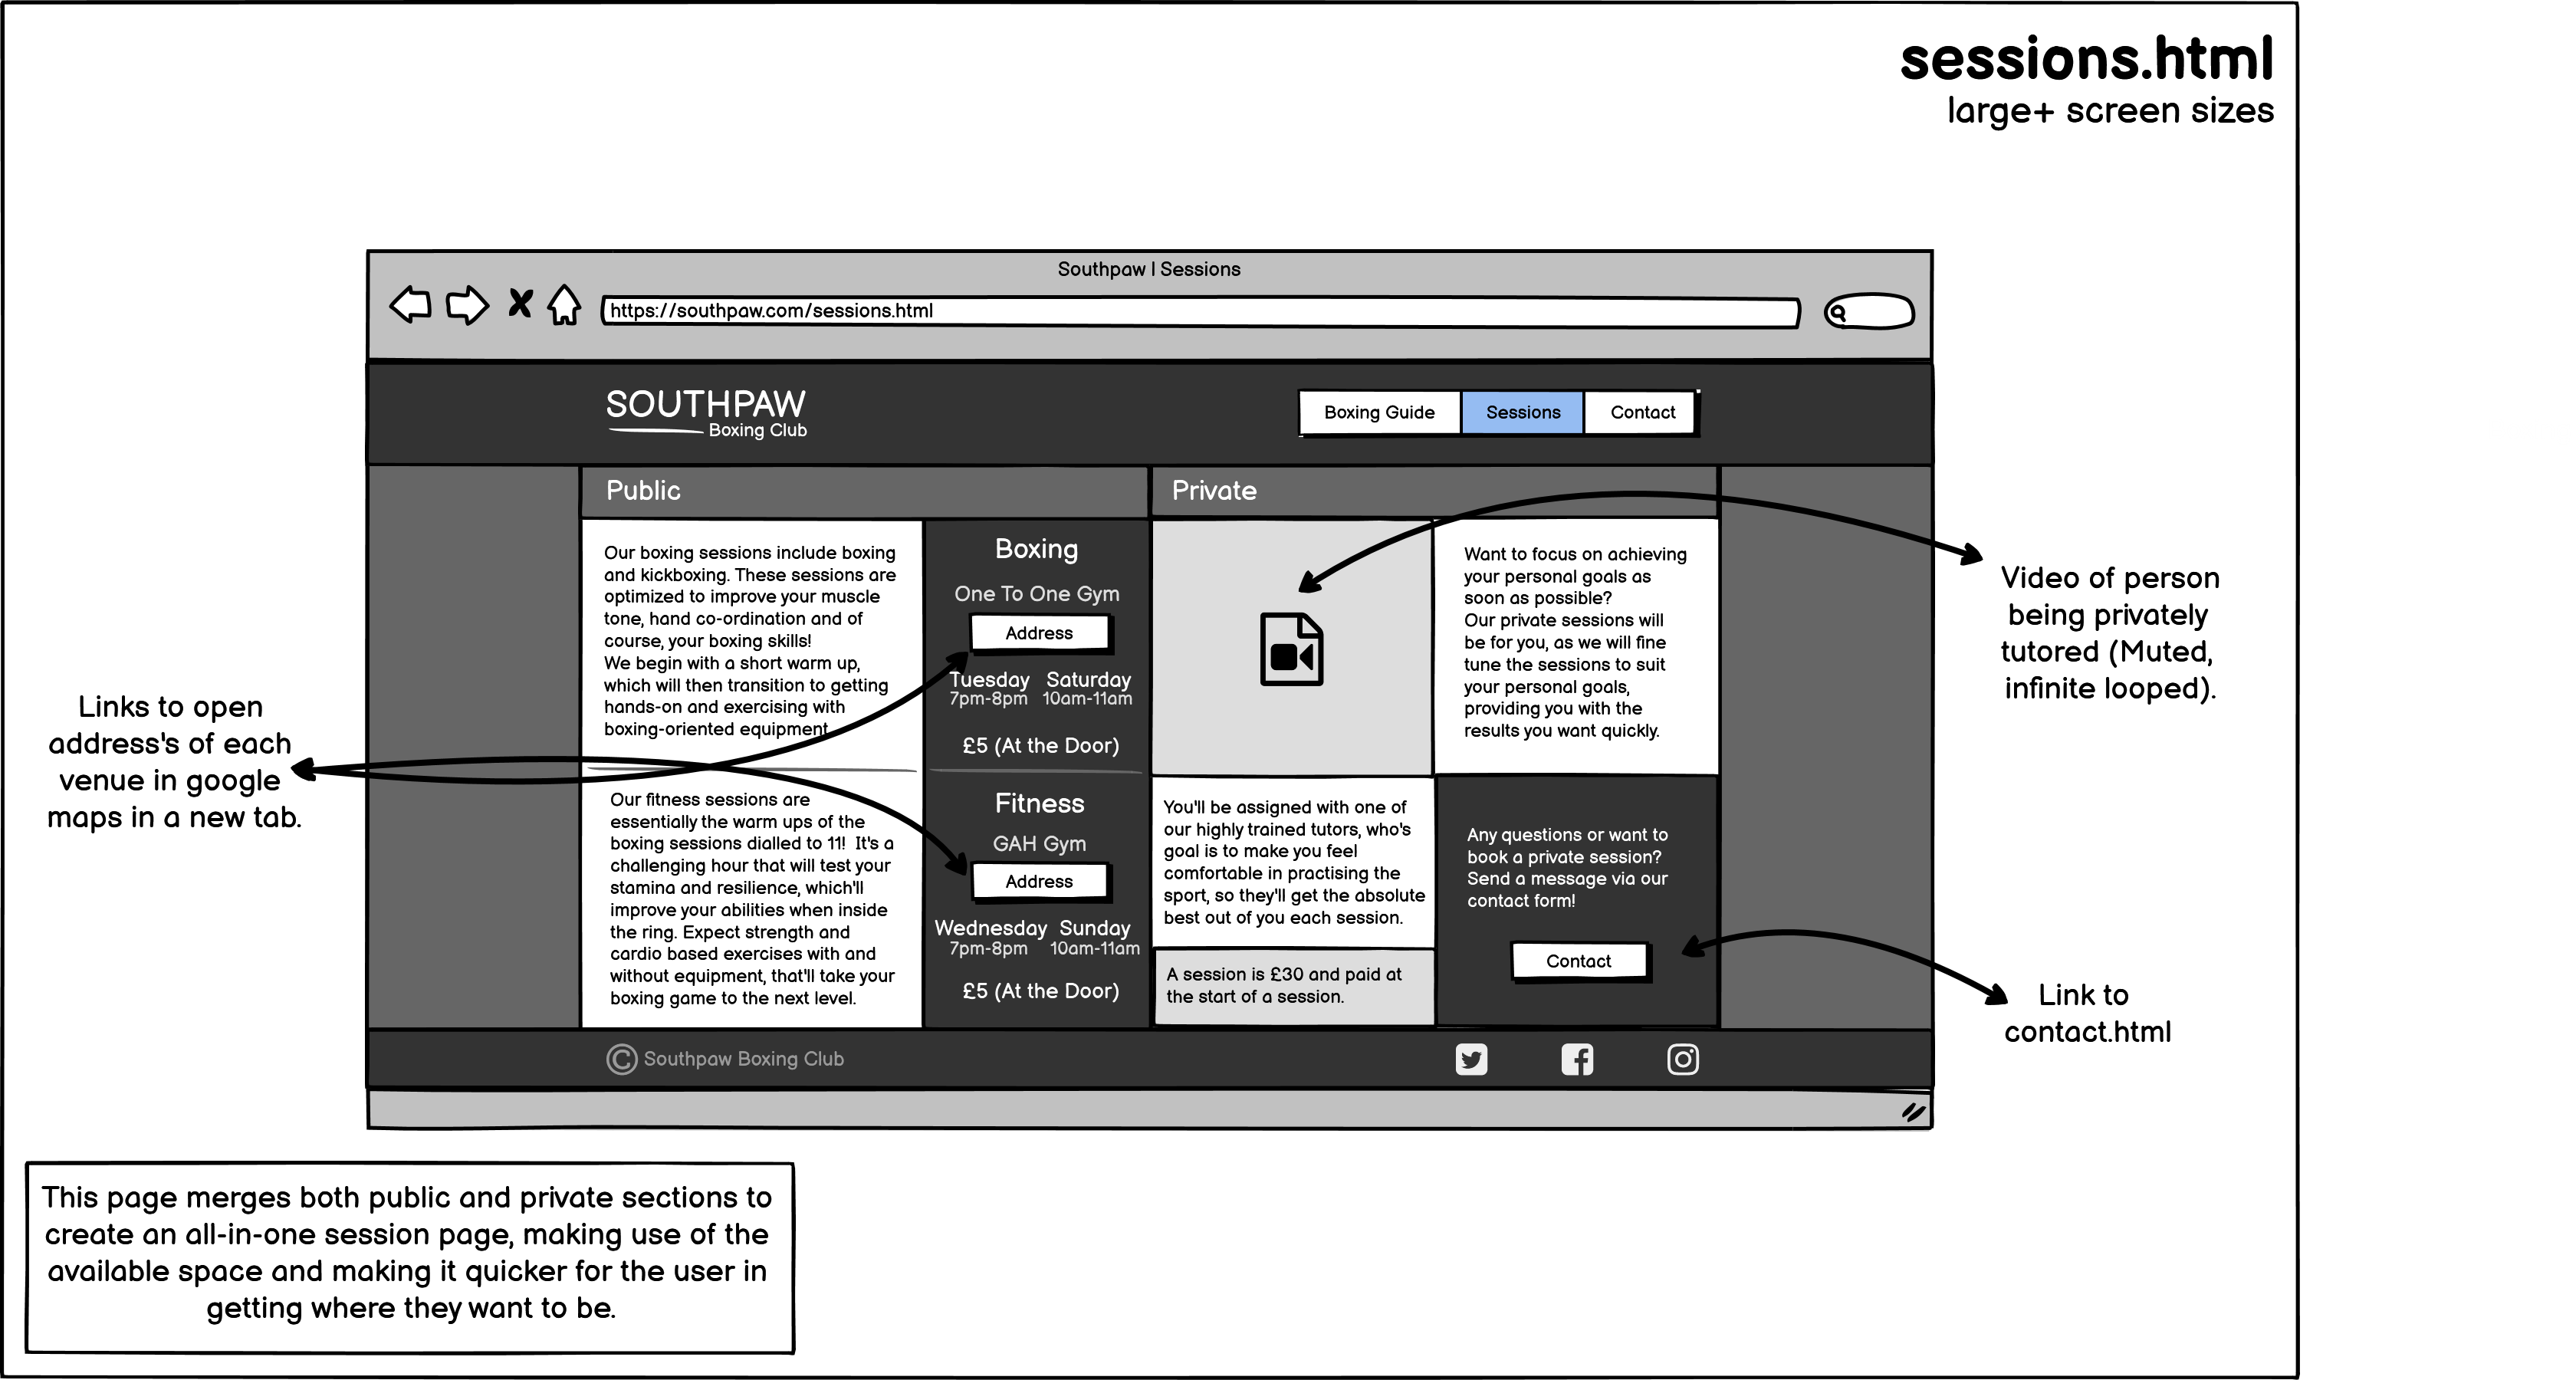 sessions.html
large+ screen sizes
Southpaw | Sessions
https://southpaw.com/sessions.html
SOUTHPAW
Boxing Club
Boxing Guide
Sessions
Contact
Public
Our boxing sessions include boxing
and kickboxing. These sessions are
optimized to improve your muscle
tone, hand co-ordination and of
course, your boxing skills!
We begin with a short warm up,
which will then transition to getting
hands-on and exercising with
boxing-oriented equipment.
Our fitness sessions are
essentially the warm ups of the
boxing sessions dialled to 11!  It's a
challenging hour that will test your
stamina and resilience, which'll
improve your abilities when inside
the ring. Expect strength and
cardio based exercises with and
without equipment, that'll take your
boxing game to the next level.
Boxing
One To One Gym
Address
Tuesday Saturday
7pm-8pm 10am-11am
£5 (At the Door)
Fitness
GAH Gym
Address
Wednesday Sunday
7pm-8pm 10am-11am
£5 (At the Door)
Private
Want to focus on achieving
your personal goals as
soon as possible?
Our private sessions will
be for you, as we will fine
tune the sessions to suit
your personal goals,
providing you with the
results you want quickly.
You'll be assigned with one of
our highly trained tutors, who's
goal is to make you feel
comfortable in practising the
sport, so they'll get the absolute
best out of you each session.
A session is £30 and paid at
the start of a session.
Any questions or want to
book a private session?
Send a message via our
contact form!
Contact
© Southpaw Boxing Club
Links to open
address's of each
venue in google
maps in a new tab.
Video of person
being privately
tutored (Muted,
infinite looped).
Link to
contact.html
This page merges both public and private sections to
create an all-in-one session page, making use of the
available space and making it quicker for the user in
getting where they want to be.